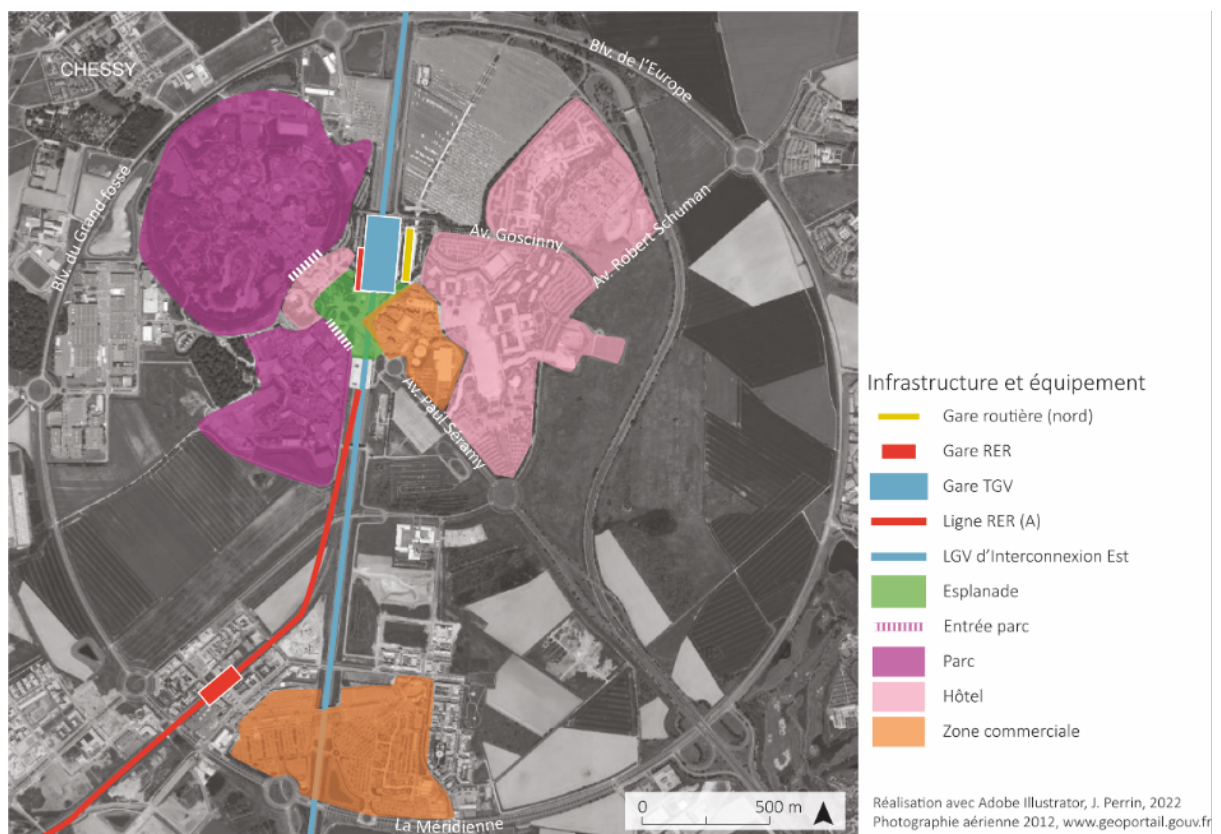 CHESSY
Blv. de l'Europe
Blv. du Grand fossé
Av. Goscinny
Av. Robert Schuman
Av. Paul Séramy
La Méridienne
0 500 m
Infrastructure et équipement
Gare routière (nord)
Gare RER
Gare TGV
Ligne RER (A)
LGV d'Interconnexion Est
Esplanade
Entrée parc
Parc
Hôtel
Zone commerciale
Réalisation avec Adobe Illustrator, J. Perrin, 2022
Photographie aérienne 2012, www.geoportail.gouv.fr